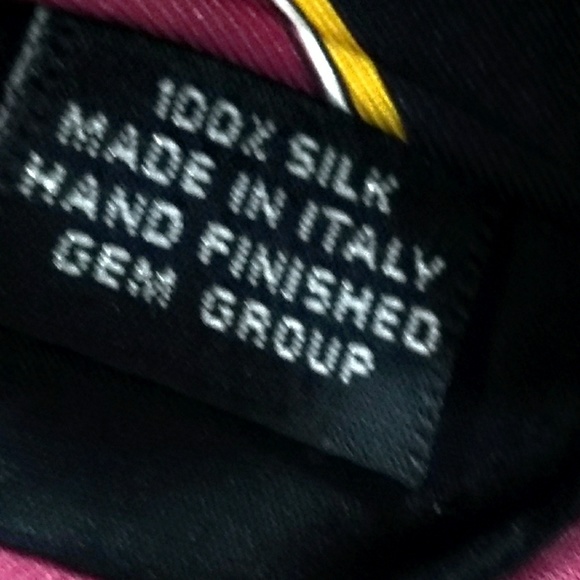 100% SILK
MADE IN ITALY
HAND FINISHED
GEM GROUP